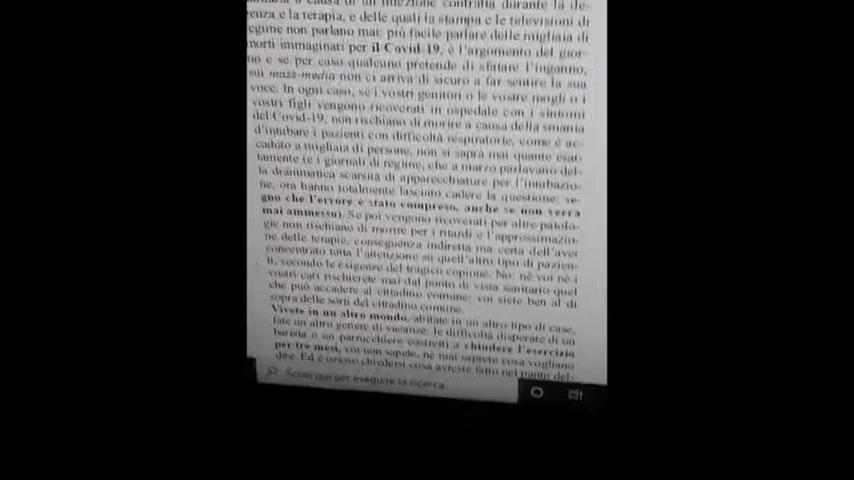 a causa di un infezione contratta durante la de-
genza e la terapia, e delle quali la stampa e le televisioni di
regime non parlano mai: più facile parlare delle migliaia di
morti immaginari per il Covid-19, è l'argomento del gior-
no e se per caso qualcuno pretende di sfatare l'inganno,
sui mass-media non ci arriva di sicuro a far sentire la sua
voce. In ogni caso, se i vostri genitori o le vostre mogli o i
vostri figli vengono ricoverati in ospedale con i sintomi
del Covid-19, non rischiano di morire a causa della smania
d'intubare i pazienti con difficoltà respiratorie, come è ac-
caduto a migliaia di persone, non si saprà mai quanto esat-
tamente (e i giornali di regime, che a marzo parlavano del-
la drammatica scarsità di apparecchiature per l'intubazio-
ne, ora hanno totalmente lasciato cadere la questione: se-
gno che l'errore è stato compreso, anche se non verrà
mai ammesso). Se poi vengono ricoverati per altre patolo-
gie non rischiano di morire per i ritardi e l'approssimazio-
ne delle terapie, conseguenza indiretta ma certa dell'aver
concentrato tutta l'attenzione su quell'altro tipo di pazien-
ti, secondo le esigenze del tragico copione. No: né voi né i
vostri cari rischierete mai dal punto di vista sanitario quel
che può accadere al cittadino comune: voi siete ben al di
sopra delle sorti del cittadino comune.
Vivete in un altro mondo, abitate in un altro tipo di case,
fate un altro genere di vacanze: le difficoltà disperate di un
barista o un parrucchiere costretti a chiudere l'esercizio
per tre mesi, voi non sapete, né mai saprete cosa vogliano
dire. Ed è ozioso chiedersi cosa avreste fatto nei panni del-
Scrivi qui per eseguire la ricerca